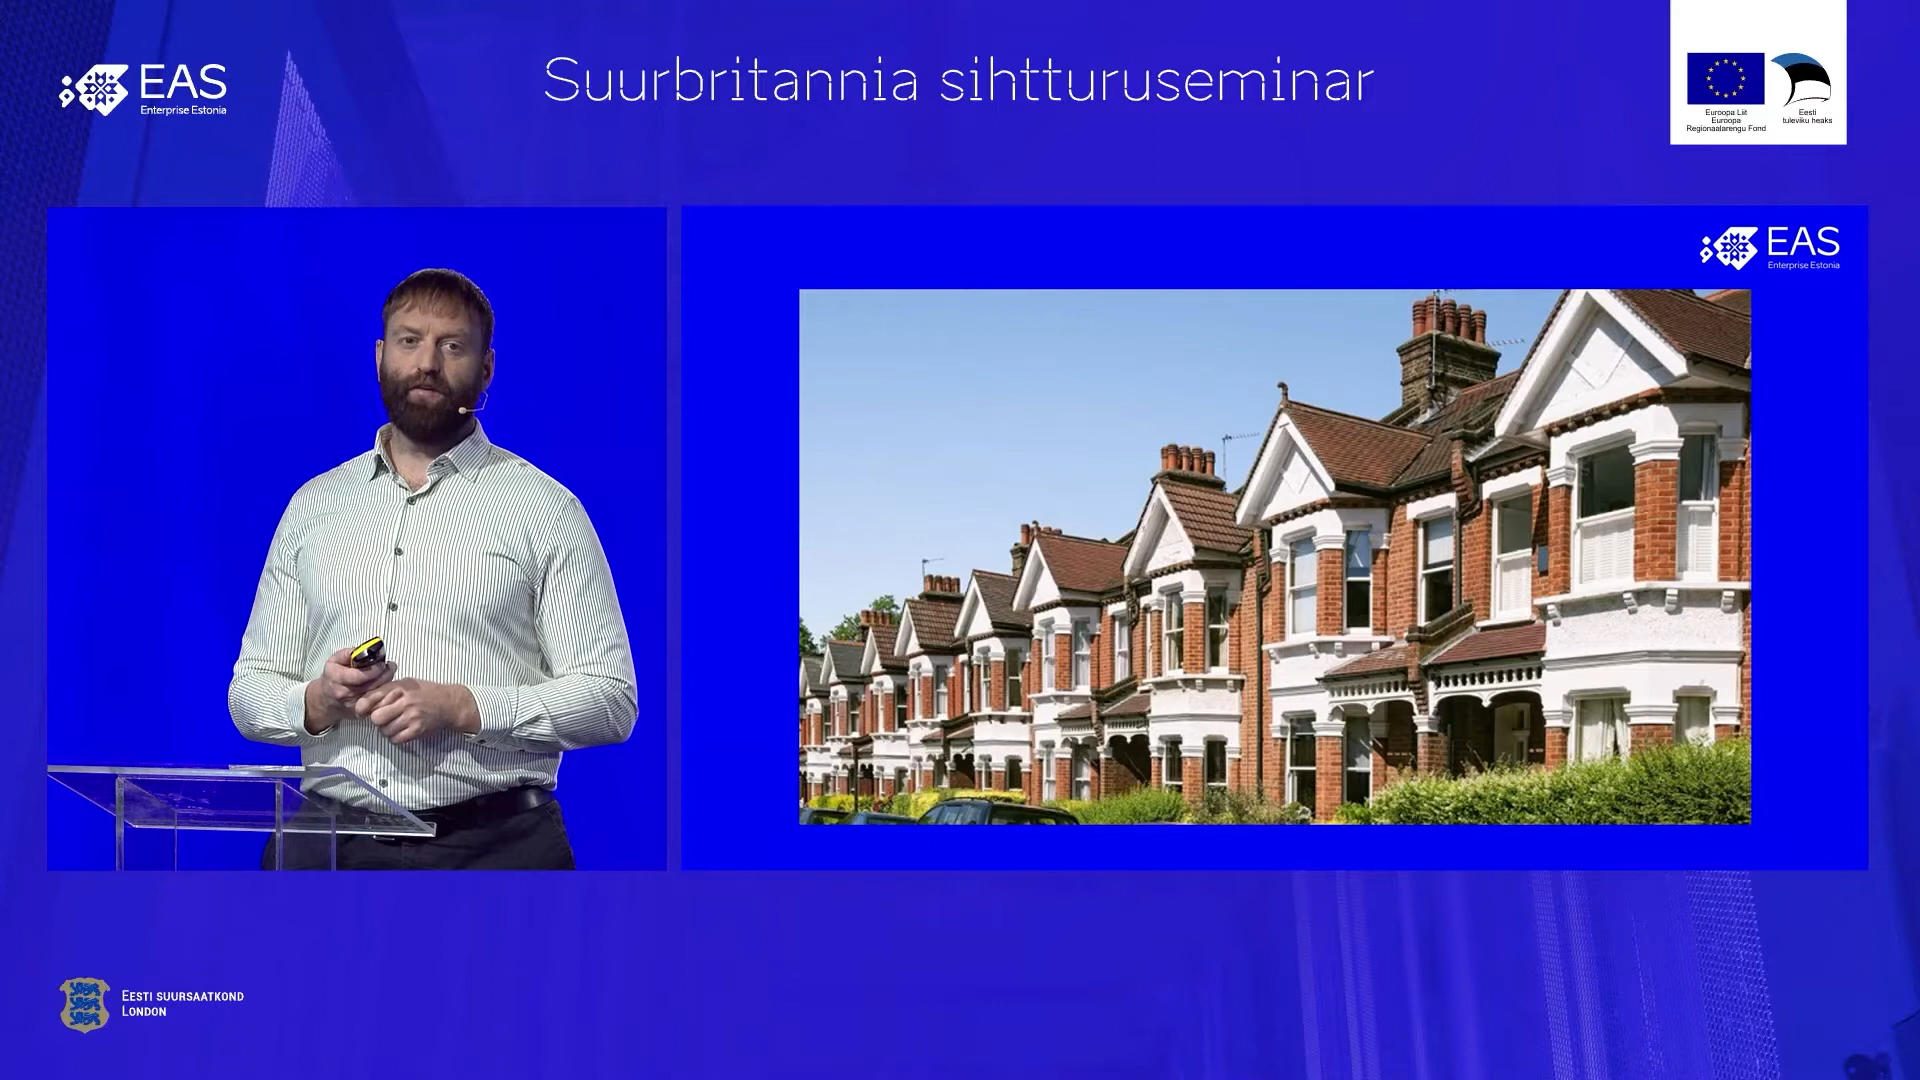 EAS
Enterprise Estonia
Suurbritannia sihtturuseminar
Euroopa Liit
Euroopa
Regionaalarengu Fond
Eesti
tuleviku heaks
EAS
Enterprise Estonia
EESTI SUURSAATKOND
LONDON